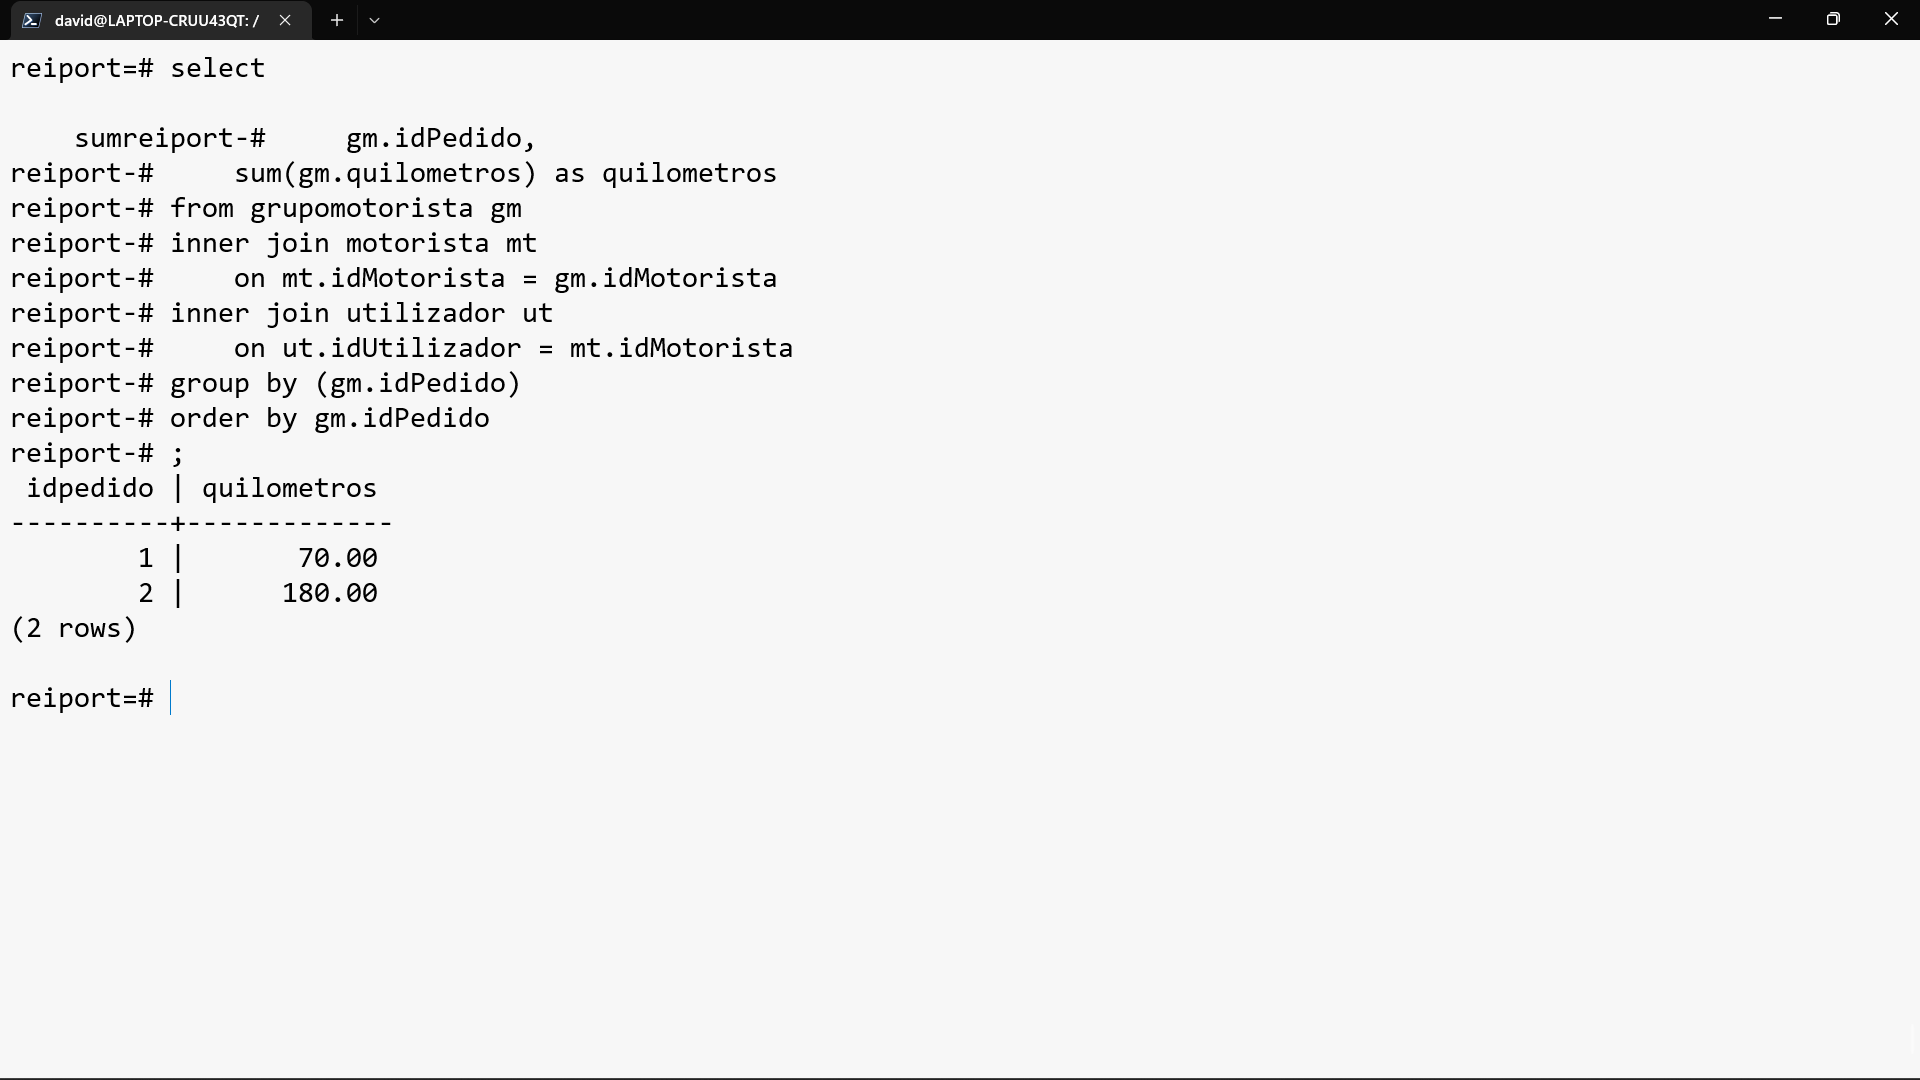 david@LAPTOP-CRUU43QT: /
reiport=# select
    sumreiport-#     gm.idPedido,
reiport-#     sum(gm.quilometros) as quilometros
reiport-# from grupomotorista gm
reiport-# inner join motorista mt
reiport-#     on mt.idMotorista = gm.idMotorista
reiport-# inner join utilizador ut
reiport-#     on ut.idUtilizador = mt.idMotorista
reiport-# group by (gm.idPedido)
reiport-# order by gm.idPedido
reiport-# ;
 idpedido | quilometros
----------+-------------
        1 |       70.00
        2 |      180.00
(2 rows)
reiport=#